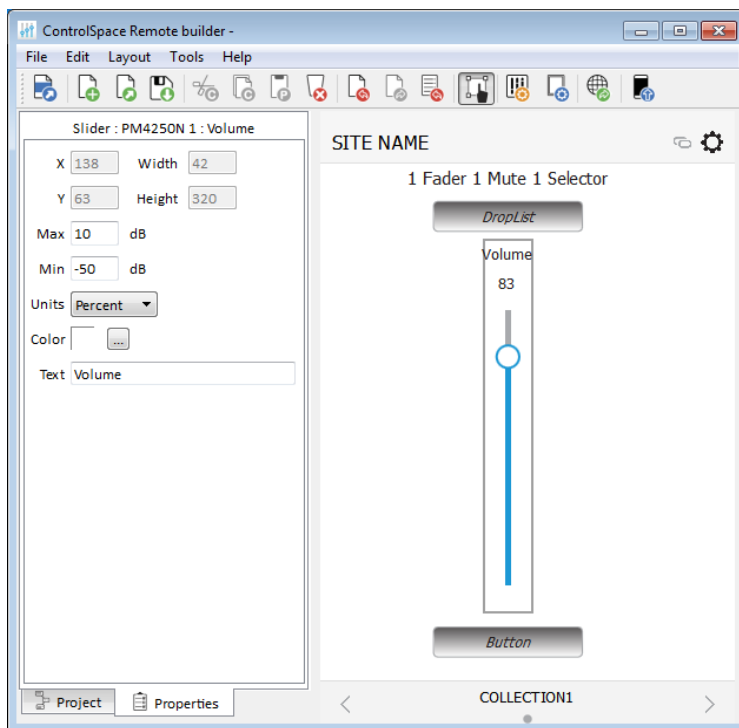 ControlSpace Remote builder -
File Edit Layout Tools Help
Slider : PM4250N 1 : Volume
X 138 Width 42
Y 63 Height 320
Max 10 dB
Min -50 dB
Units Percent
Color ...
Text Volume
Project Properties
SITE NAME
1 Fader 1 Mute 1 Selector
DropList
Volume
83
Button
COLLECTION1